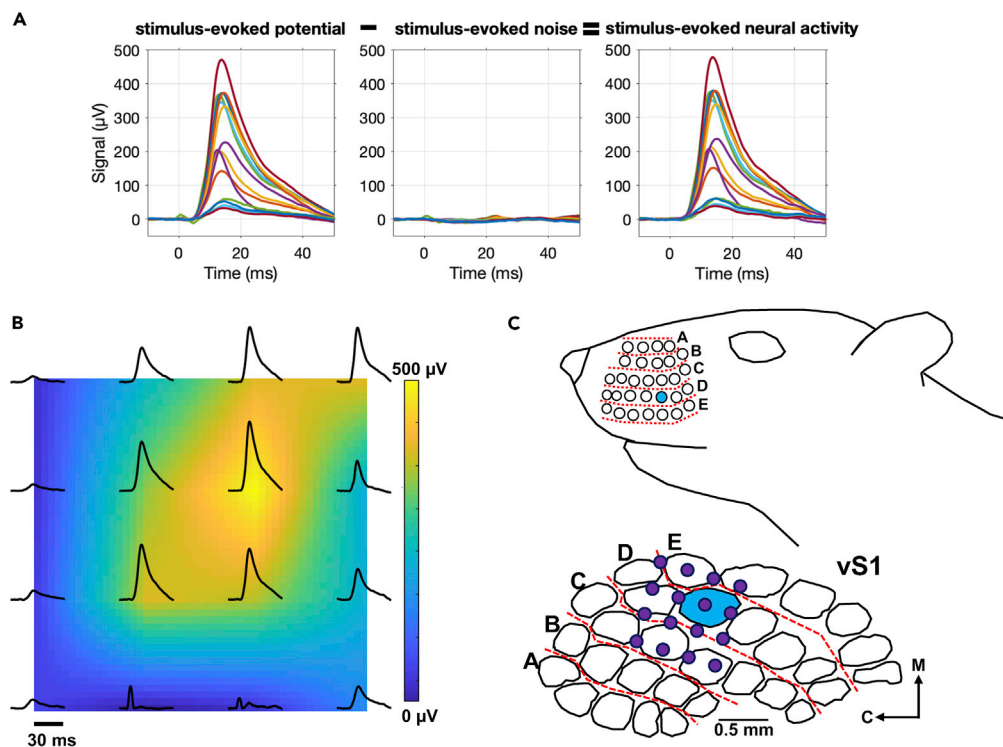 A
stimulus-evoked potential − stimulus-evoked noise = stimulus-evoked neural activity
500
400
300
200
100
0
Signal (µV)
0 20 40
Time (ms)
500
400
300
200
100
0
0 20 40
Time (ms)
500
400
300
200
100
0
0 20 40
Time (ms)
B
500 µV
0 µV
30 ms
C
A
B
C
D
E
vS1
D E
C
B
A
0.5 mm
M
C